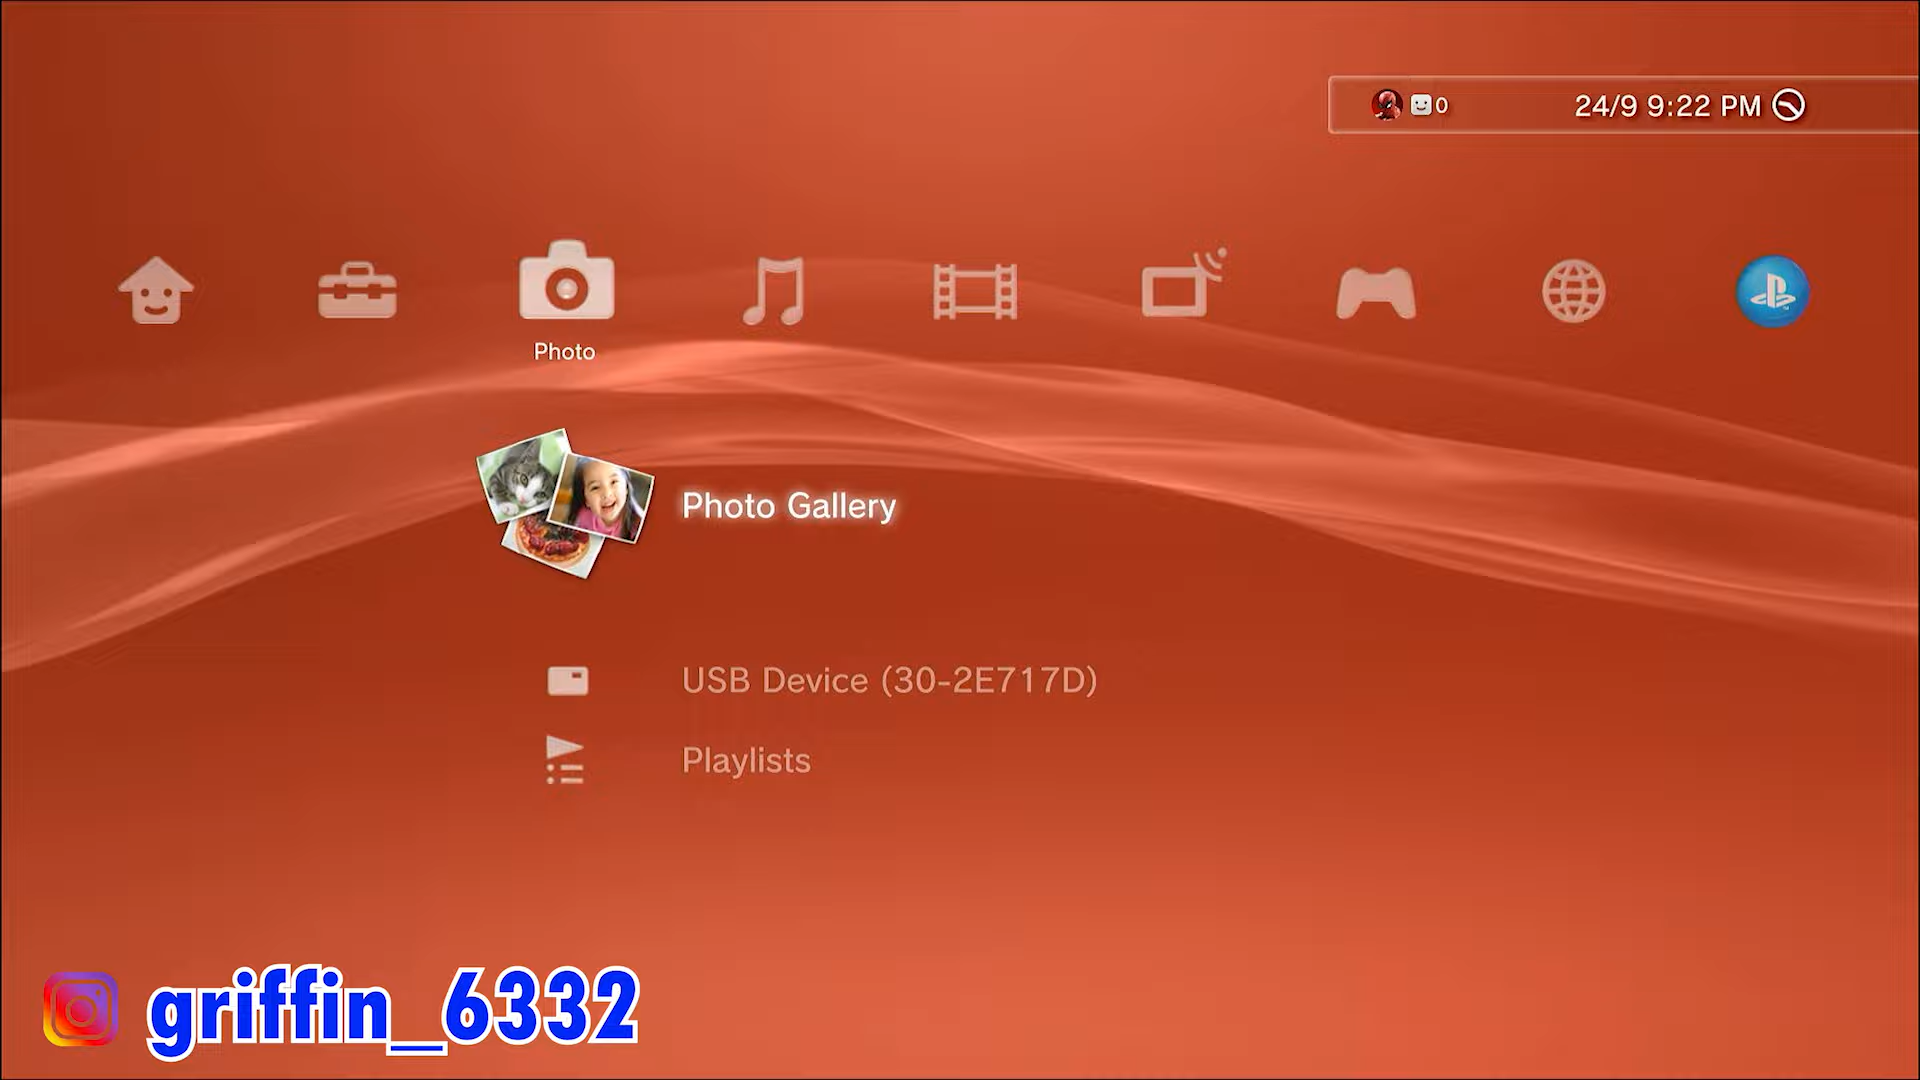 0 24/9 9:22 PM
Photo
Photo Gallery
USB Device (30-2E717D)
Playlists
griffin_6332